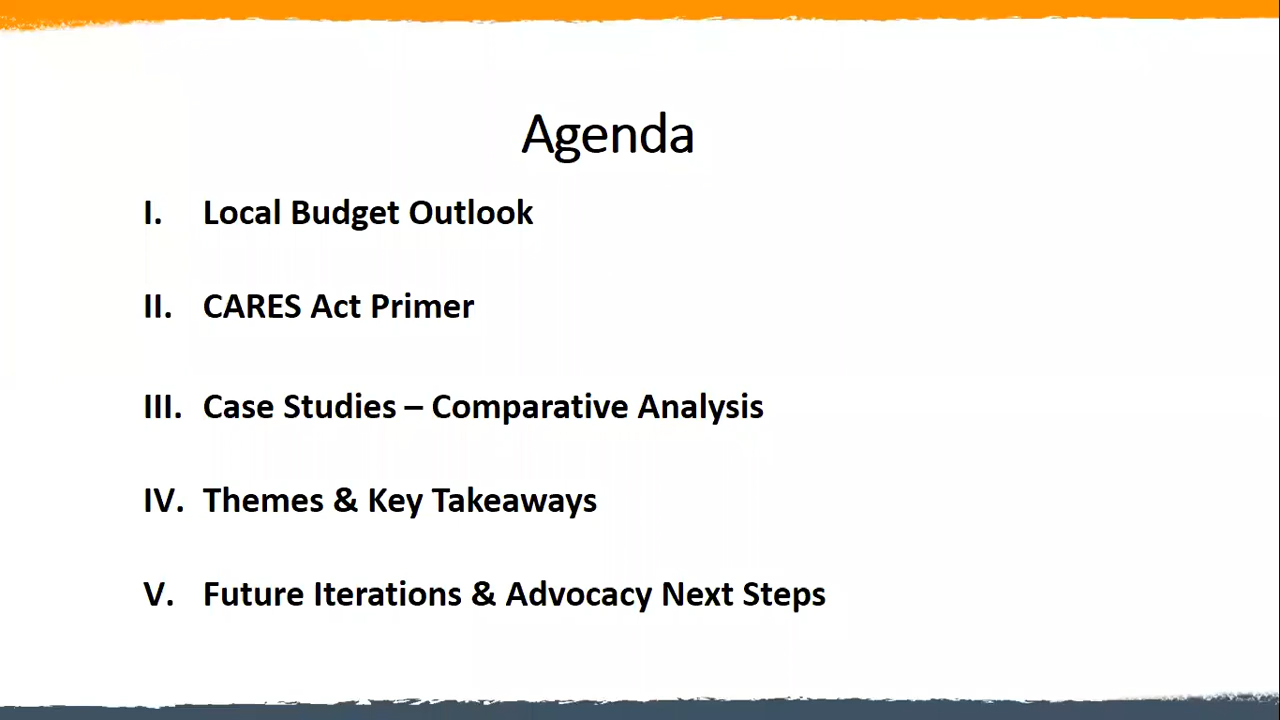 Agenda
I. Local Budget Outlook
II. CARES Act Primer
III. Case Studies – Comparative Analysis
IV. Themes & Key Takeaways
V. Future Iterations & Advocacy Next Steps